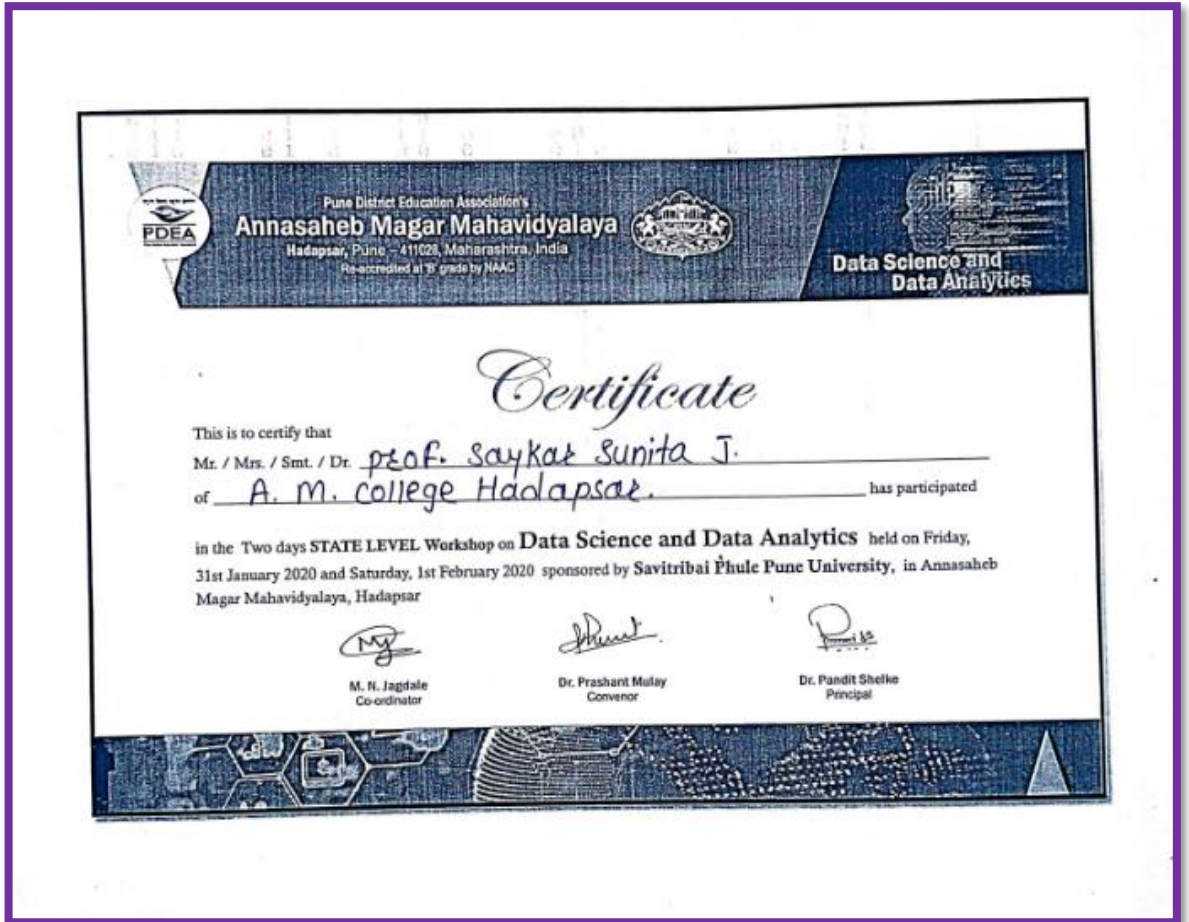 PDEA
Pune District Education Association's
Annasaheb Magar Mahavidyalaya
Hadapsar, Pune – 411028, Maharashtra, India
Re-accredited at 'B' grade by NAAC
Data Science and
Data Analytics
Certificate
This is to certify that
Mr. / Mrs. / Smt. / Dr. Prof. Saykar Sunita J.
of A. M. College Hadapsar. has participated
in the Two days STATE LEVEL Workshop on Data Science and Data Analytics held on Friday,
31st January 2020 and Saturday, 1st February 2020 sponsored by Savitribai Phule Pune University, in Annasaheb
Magar Mahavidyalaya, Hadapsar
M. N. Jagdale
Co-ordinator
Dr. Prashant Mulay
Convenor
Dr. Pandit Shelke
Principal